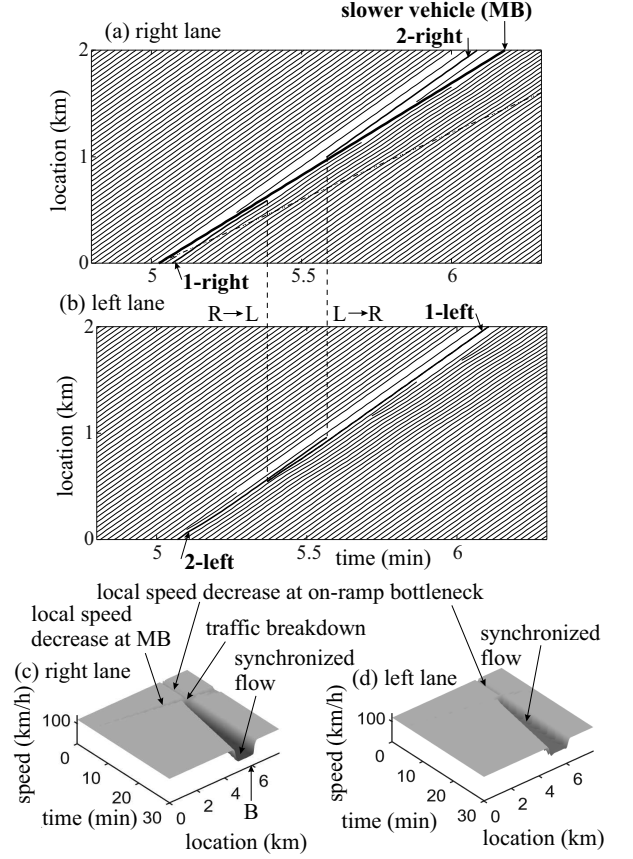 slower vehicle (MB)
(a) right lane
2-right
2
location (km)
1
0
5
5.5
6
1-right
(b) left lane
R→L
L→R
1-left
2
location (km)
1
0
5
5.5
6
2-left
time (min)
local speed decrease at on-ramp bottleneck
local speed
decrease at MB
traffic breakdown
synchronized
flow
synchronized
flow
(c) right lane
(d) left lane
speed (km/h)
100
0
10
20
30
time (min)
0
2
4
6
B
location (km)
speed (km/h)
100
0
10
20
30
time (min)
0
2
4
6
location (km)